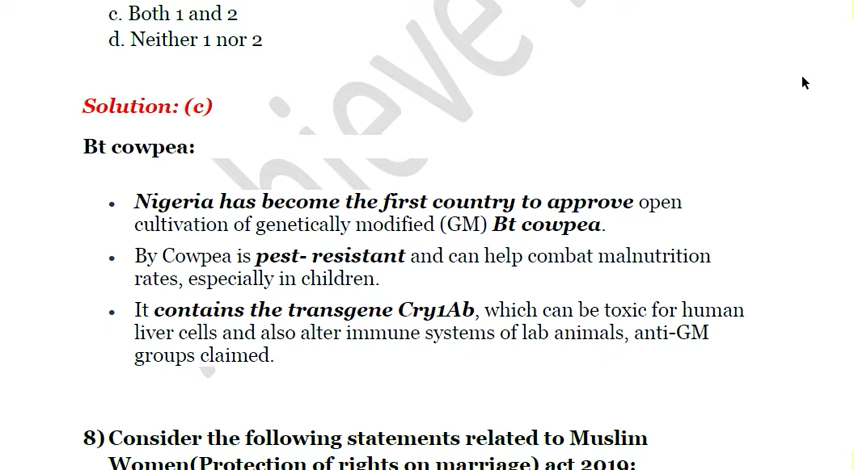 c. Both 1 and 2
d. Neither 1 nor 2
Solution: (c)
Bt cowpea:
• Nigeria has become the first country to approve open
cultivation of genetically modified (GM) Bt cowpea.
• By Cowpea is pest- resistant and can help combat malnutrition
rates, especially in children.
• It contains the transgene Cry1Ab, which can be toxic for human
liver cells and also alter immune systems of lab animals, anti-GM
groups claimed.
8) Consider the following statements related to Muslim
Women(Protection of rights on marriage) act 2019: